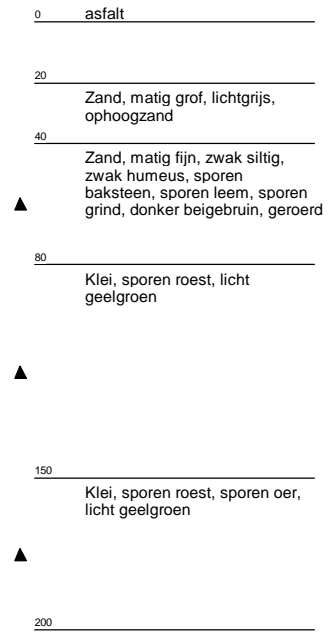 0 asfalt
20
Zand, matig grof, lichtgrijs,
ophoogzand
40
Zand, matig fijn, zwak siltig,
zwak humeus, sporen
baksteen, sporen leem, sporen
grind, donker beigebruin, geroerd
80
Klei, sporen roest, licht
geelgroen
150
Klei, sporen roest, sporen oer,
licht geelgroen
200